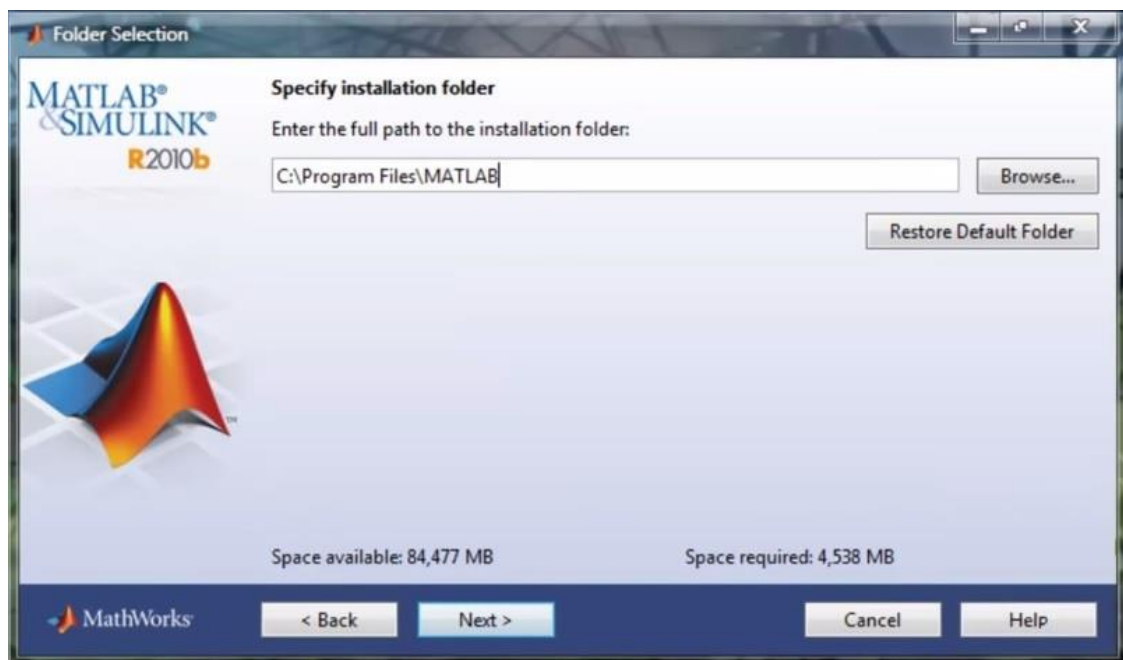 Folder Selection
MATLAB®
&SIMULINK®
R2010b
Specify installation folder
Enter the full path to the installation folder:
C:\Program Files\MATLAB
Browse...
Restore Default Folder
TM
Space available: 84,477 MB
Space required: 4,538 MB
MathWorks
< Back
Next >
Cancel
Help